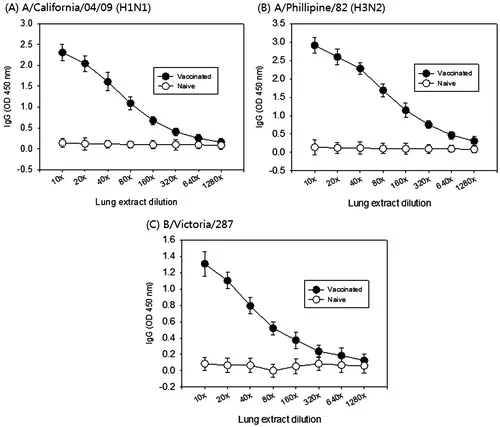 (A) A/California/04/09 (H1N1)
3.0
2.5
2.0
1.5
1.0
0.5
0.0
-0.5
IgG (OD 450 nm)
Vaccinated
Naive
10x 20x 40x 80x 160x 320x 640x 1280x
Lung extract dilution
(B) A/Phillipine/82 (H3N2)
3.5
3.0
2.5
2.0
1.5
1.0
0.5
0.0
-0.5
IgG (OD 450 nm)
Vaccinated
Naive
10x 20x 40x 80x 160x 320x 640x 1280x
Lung extract dilution
(C) B/Victoria/287
1.6
1.4
1.2
1.0
0.8
0.6
0.4
0.2
0.0
-0.2
IgG (OD 450 nm)
Vaccinated
Naive
10x 20x 40x 80x 160x 320x 640x 1280x
Lung extract dilution